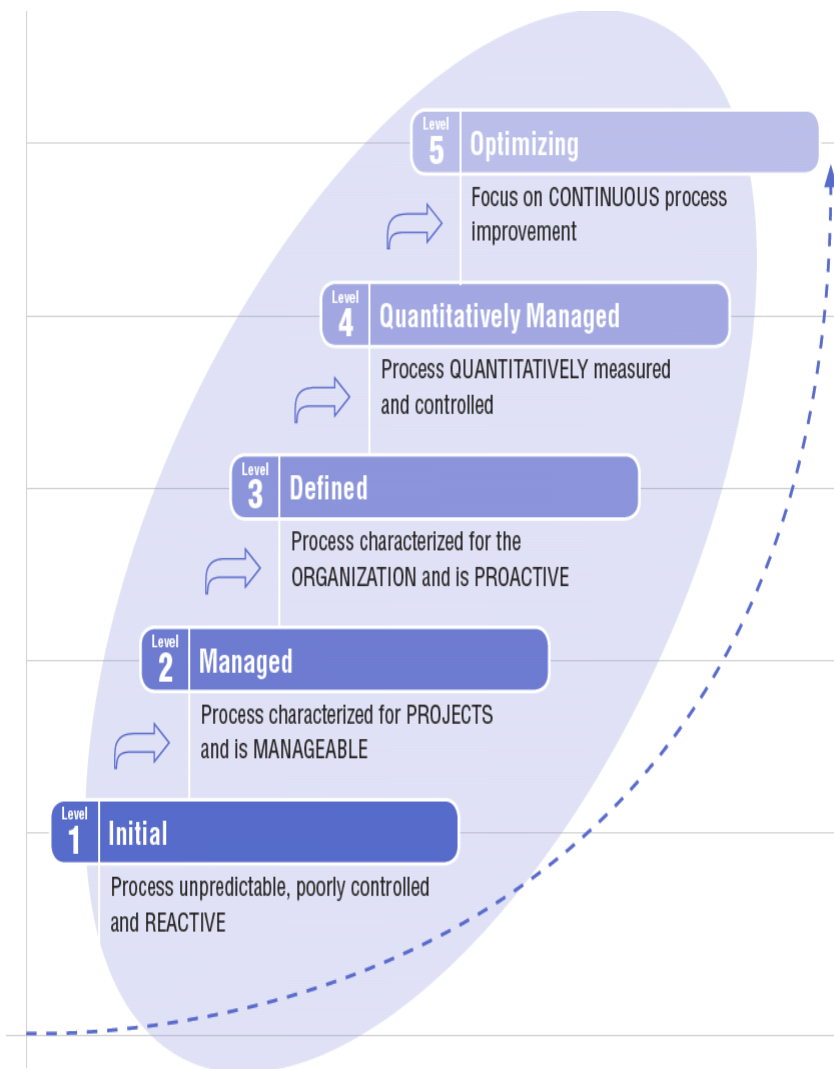 Level
5
Optimizing
Focus on CONTINUOUS process
improvement
Level
4
Quantitatively Managed
Process QUANTITATIVELY measured
and controlled
Level
3
Defined
Process characterized for the
ORGANIZATION and is PROACTIVE
Level
2
Managed
Process characterized for PROJECTS
and is MANAGEABLE
Level
1
Initial
Process unpredictable, poorly controlled
and REACTIVE